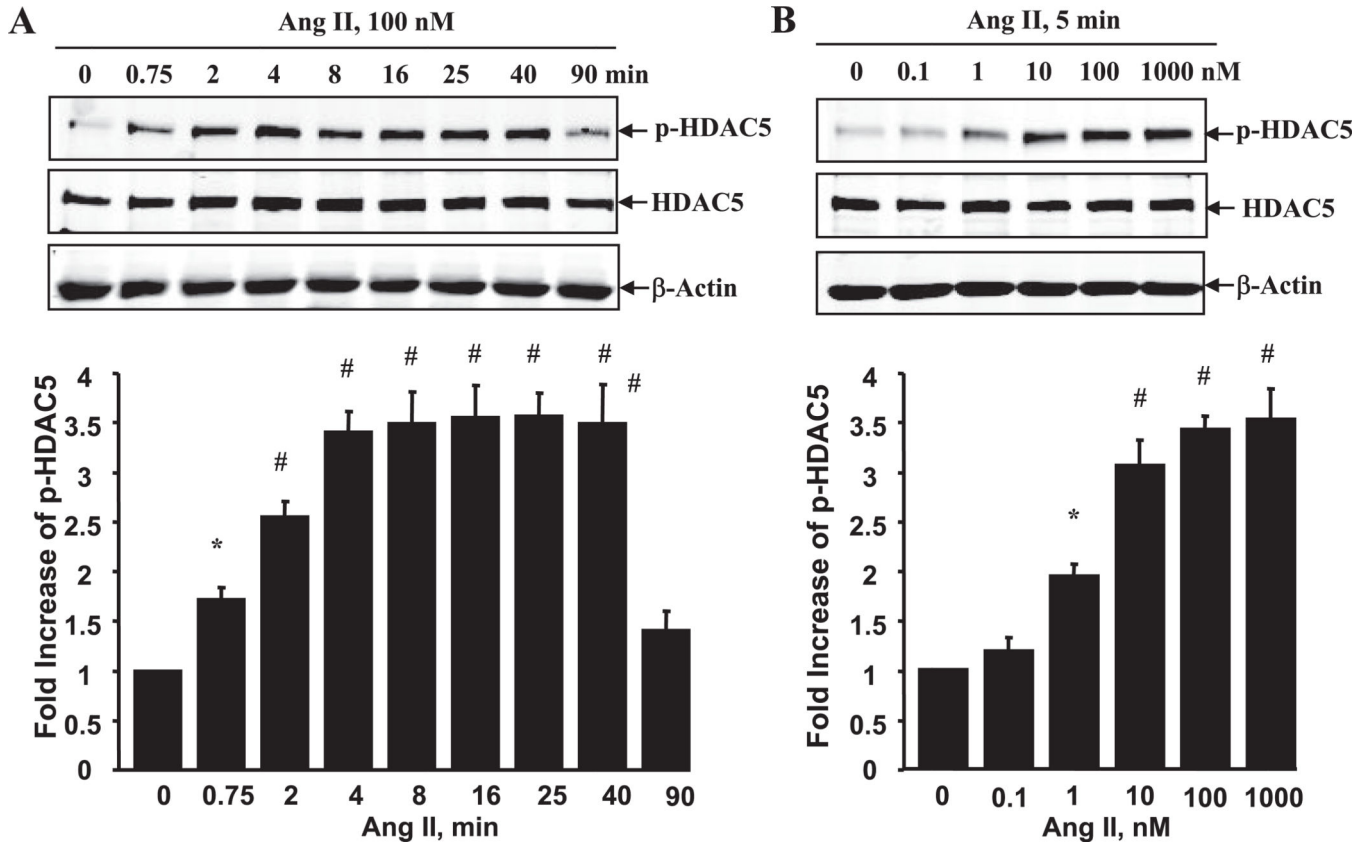 A
Ang II, 100 nM
0 0.75 2 4 8 16 25 40 90 min
p-HDAC5
HDAC5
β-Actin
Fold Increase of p-HDAC5
4
3.5
3
2.5
2
1.5
1
0.5
0
* # # # # # # #
0 0.75 2 4 8 16 25 40 90
Ang II, min
B
Ang II, 5 min
0 0.1 1 10 100 1000 nM
p-HDAC5
HDAC5
β-Actin
Fold Increase of p-HDAC5
4
3.5
3
2.5
2
1.5
1
0.5
0
* # # #
0 0.1 1 10 100 1000
Ang II, nM